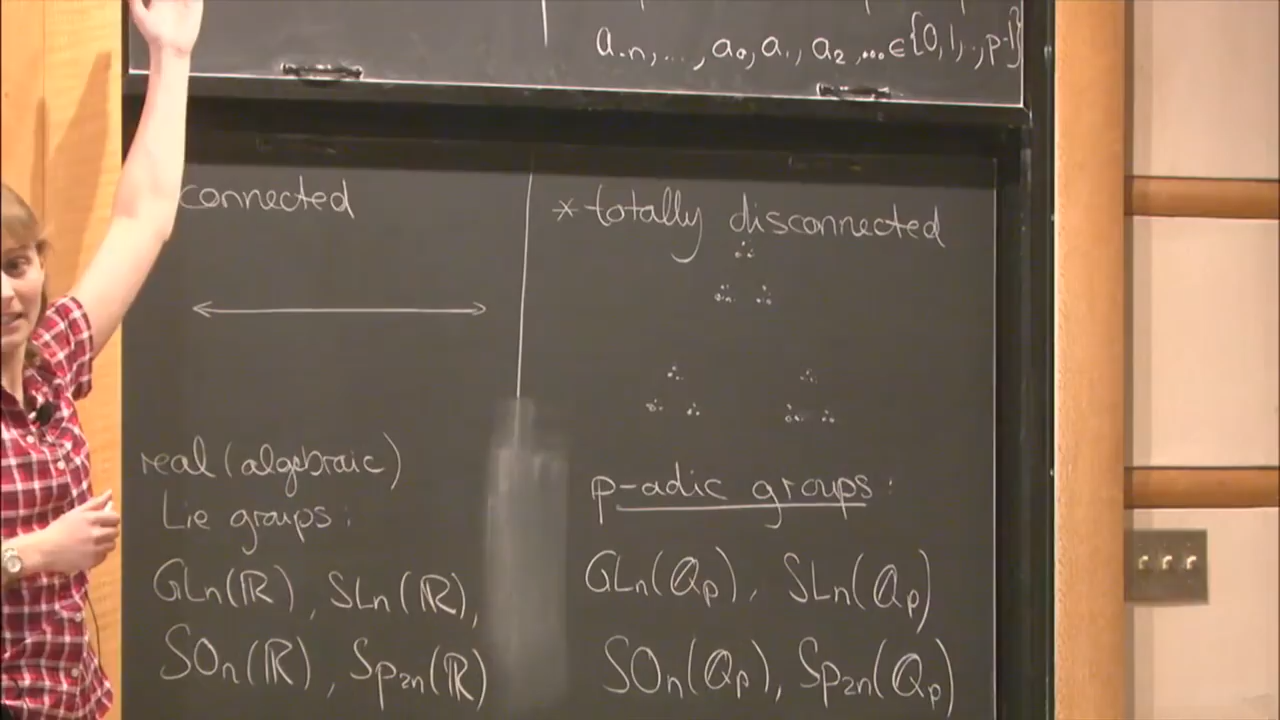 a₋ₙ, ..., a₀, a₁, a₂, ... ∈ {0, 1, .., p-1}
connected
* totally disconnected
real (algebraic)
Lie groups :
GLn(ℝ), SLn(ℝ),
SOn(ℝ), Sp₂n(ℝ)
p-adic groups :
GLn(ℚp), SLn(ℚp)
SOn(ℚp), Sp₂n(ℚp)